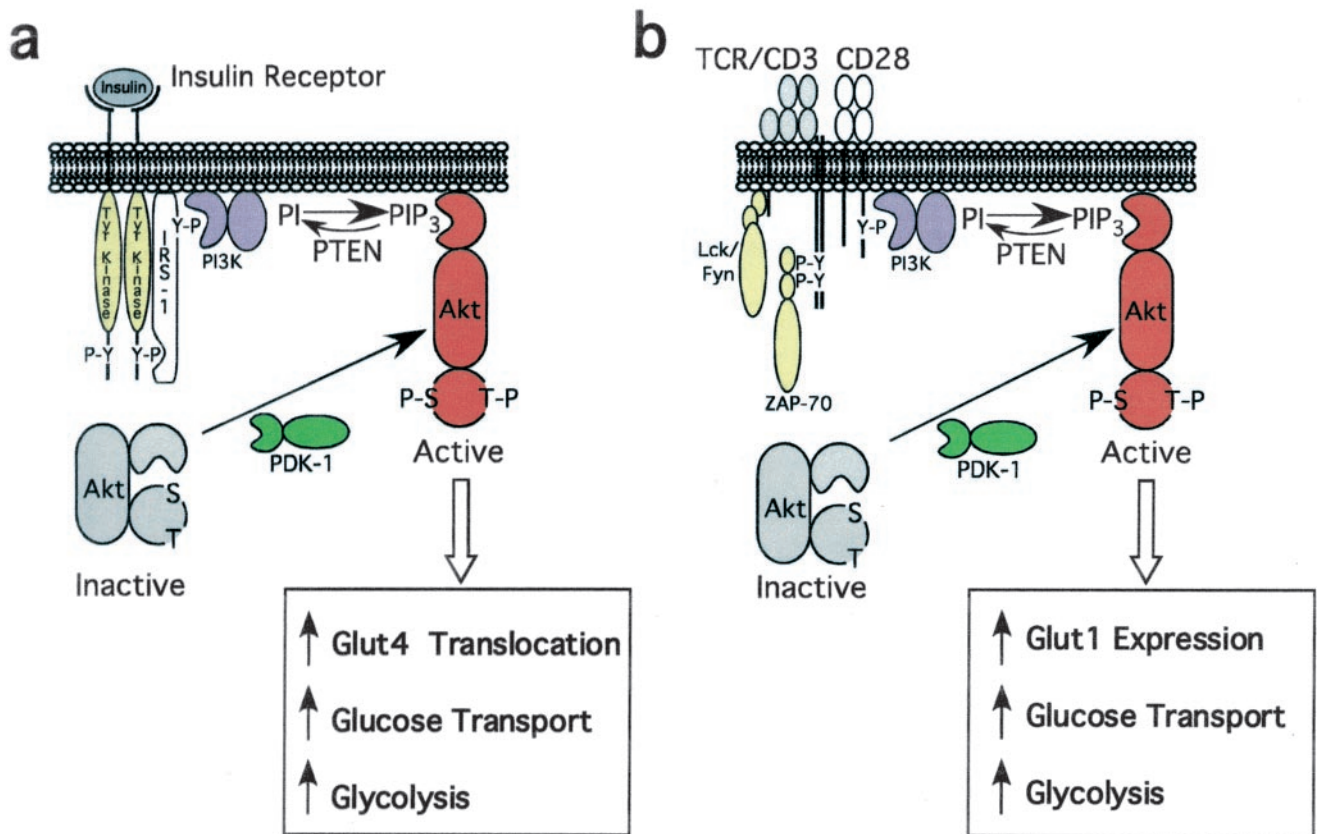 a
Insulin Receptor
Insulin
Tyr Kinase
Tyr Kinase
IRS-1
Y-P
PI3K
PI
PIP3
PTEN
P-Y
Y-P
Akt
P-S T-P
Active
PDK-1
Akt
S
T
Inactive
Glut4 Translocation
Glucose Transport
Glycolysis
b
TCR/CD3 CD28
Lck/
Fyn
P-Y
P-Y
ZAP-70
Y-P
PI3K
PI
PIP3
PTEN
Akt
P-S T-P
Active
PDK-1
Akt
S
T
Inactive
Glut1 Expression
Glucose Transport
Glycolysis